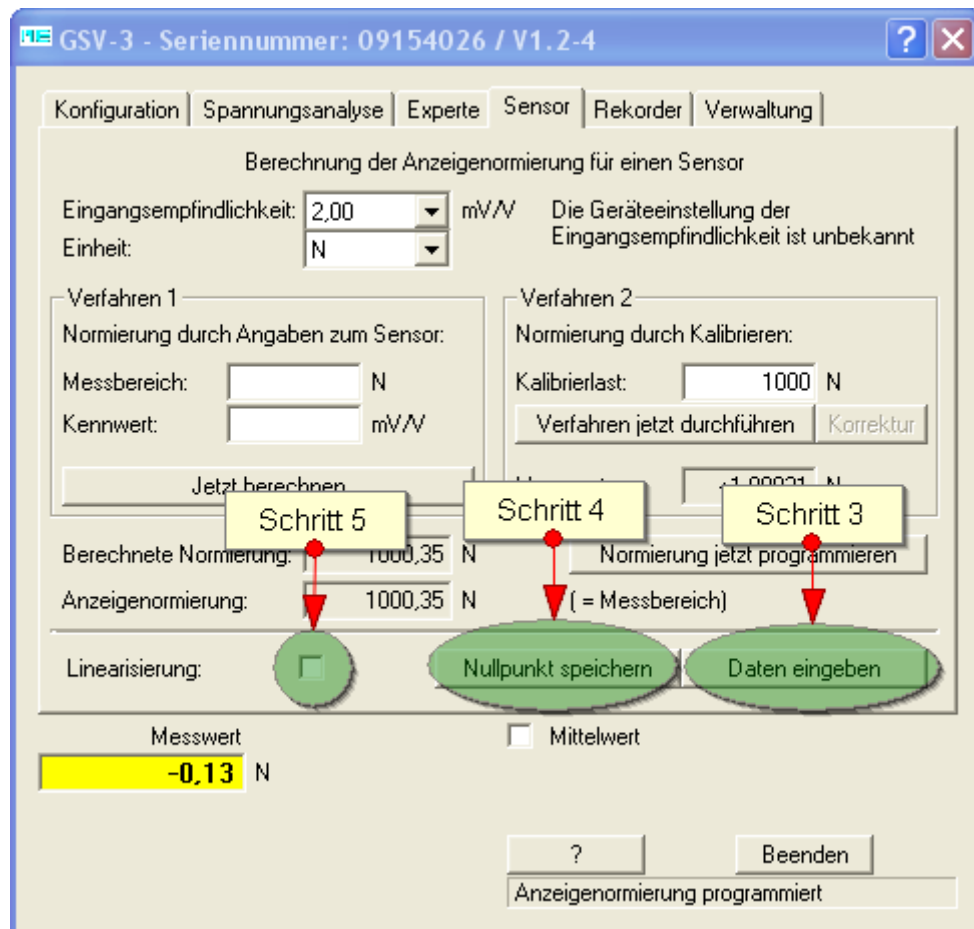 ME GSV-3 - Seriennummer: 09154026 / V1.2-4 ?
Konfiguration Spannungsanalyse Experte Sensor Rekorder Verwaltung
Berechnung der Anzeigenormierung für einen Sensor
Eingangsempfindlichkeit: 2,00 mV/V Die Geräteeinstellung der
Einheit: N Eingangsempfindlichkeit ist unbekannt
Verfahren 1 Verfahren 2
Normierung durch Angaben zum Sensor: Normierung durch Kalibrieren:
Messbereich: N Kalibrierlast: 1000 N
Kennwert: mV/V Verfahren jetzt durchführen Korrektur
Jetzt berechnen
Schritt 5 Schritt 4 Schritt 3
Berechnete Normierung: 1000,35 N Normierung jetzt programmieren
Anzeigenormierung: 1000,35 N ( = Messbereich)
Linearisierung: Nullpunkt speichern Daten eingeben
Messwert Mittelwert
-0,13 N
? Beenden
Anzeigenormierung programmiert